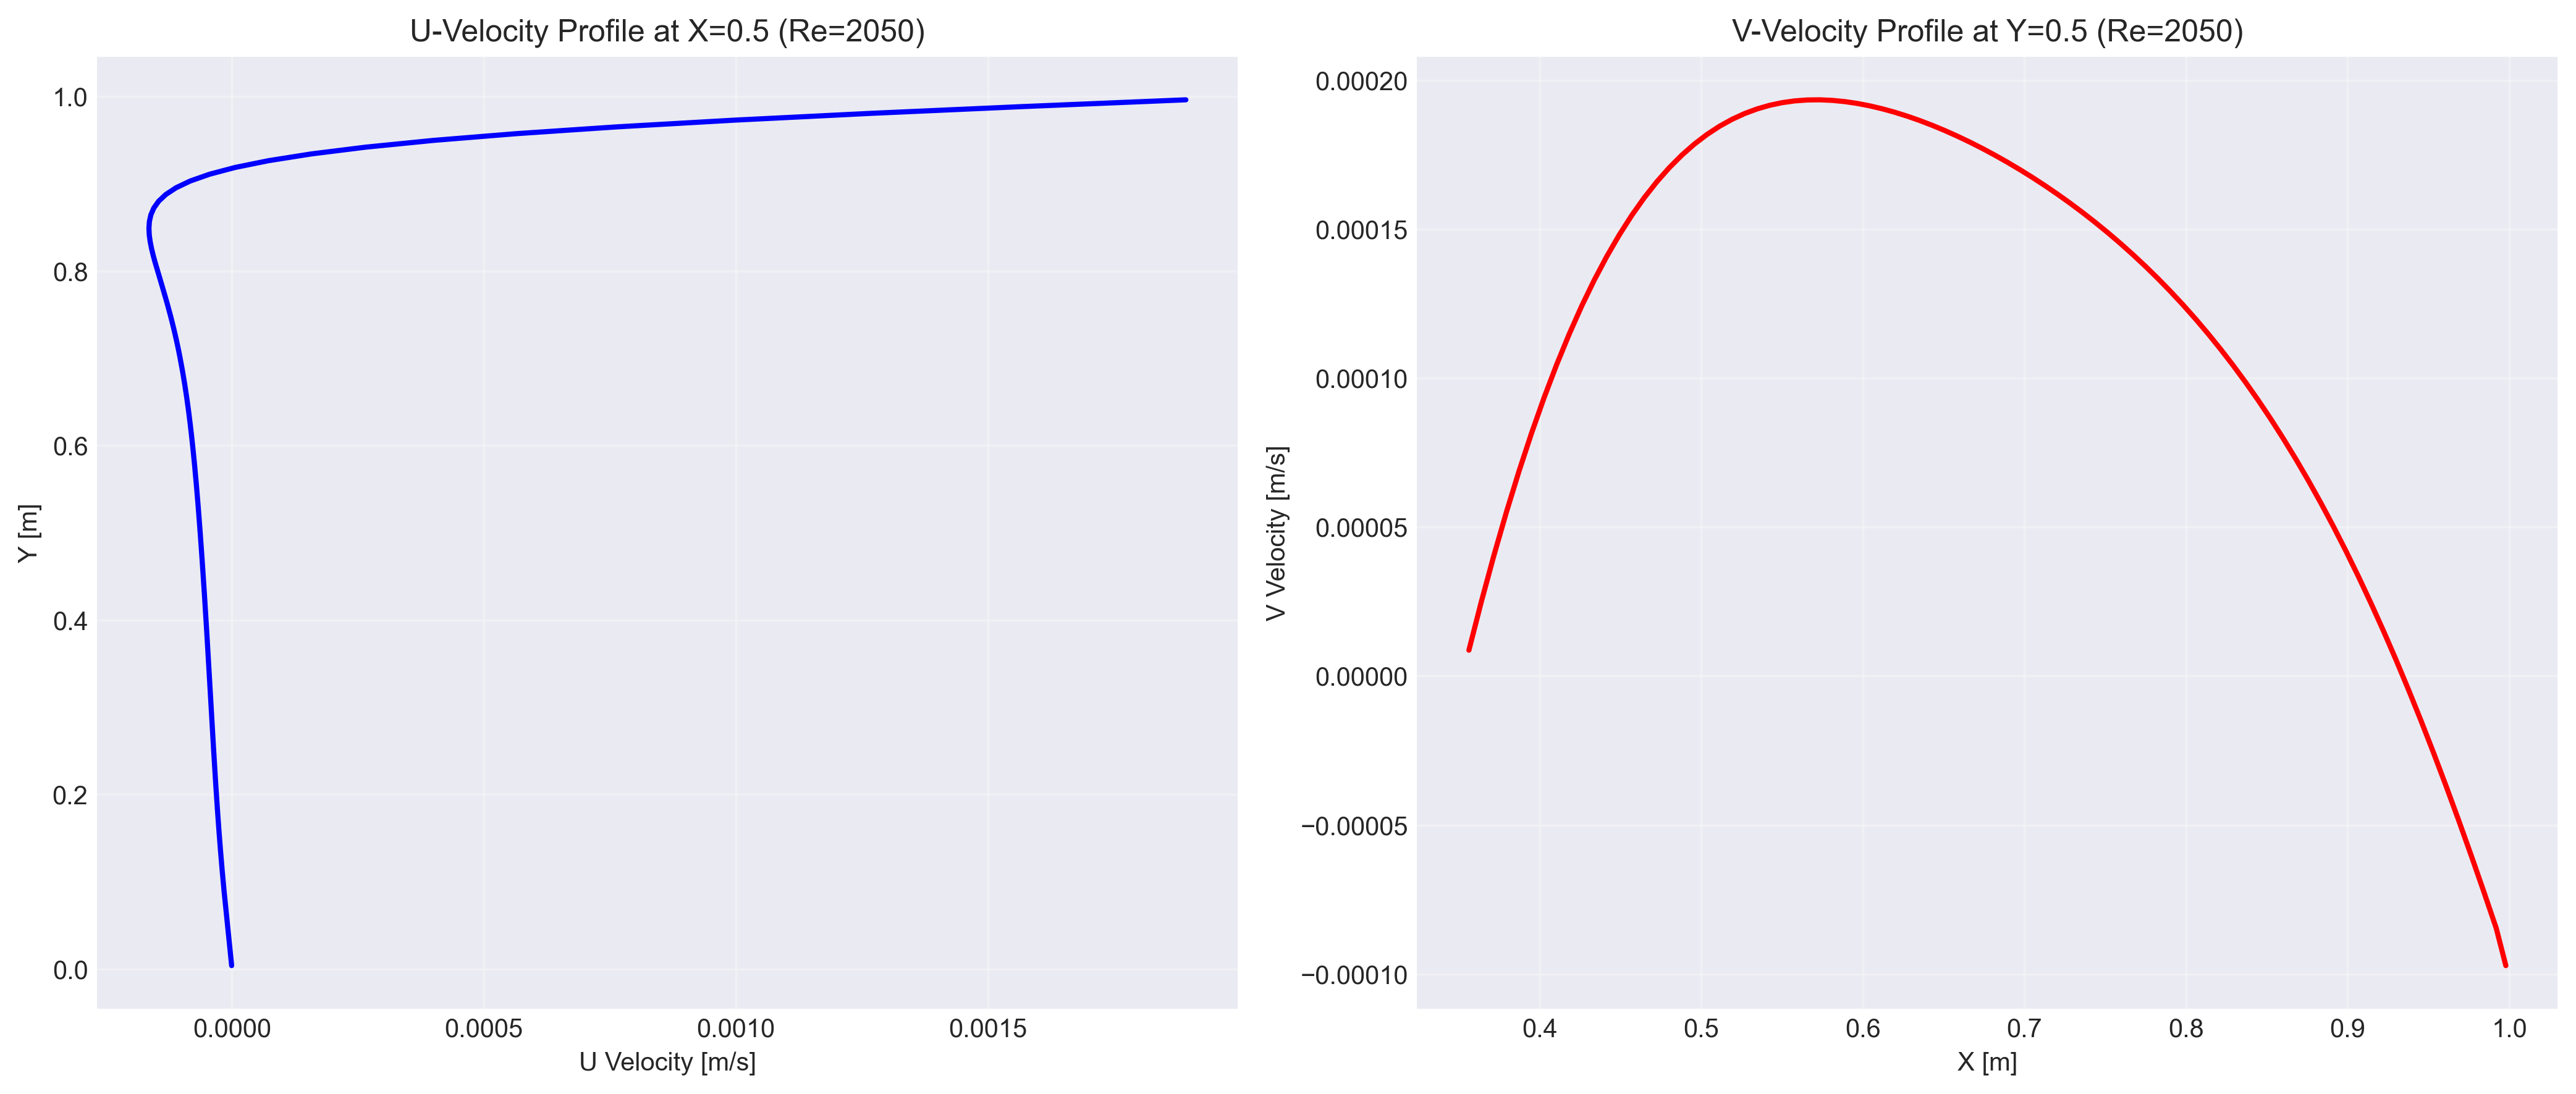 U-Velocity Profile at X=0.5 (Re=2050)
1.0
0.8
0.6
0.4
0.2
0.0
Y [m]
0.0000 0.0005 0.0010 0.0015
U Velocity [m/s]
V-Velocity Profile at Y=0.5 (Re=2050)
0.00020
0.00015
0.00010
0.00005
0.00000
−0.00005
−0.00010
V Velocity [m/s]
0.4 0.5 0.6 0.7 0.8 0.9 1.0
X [m]